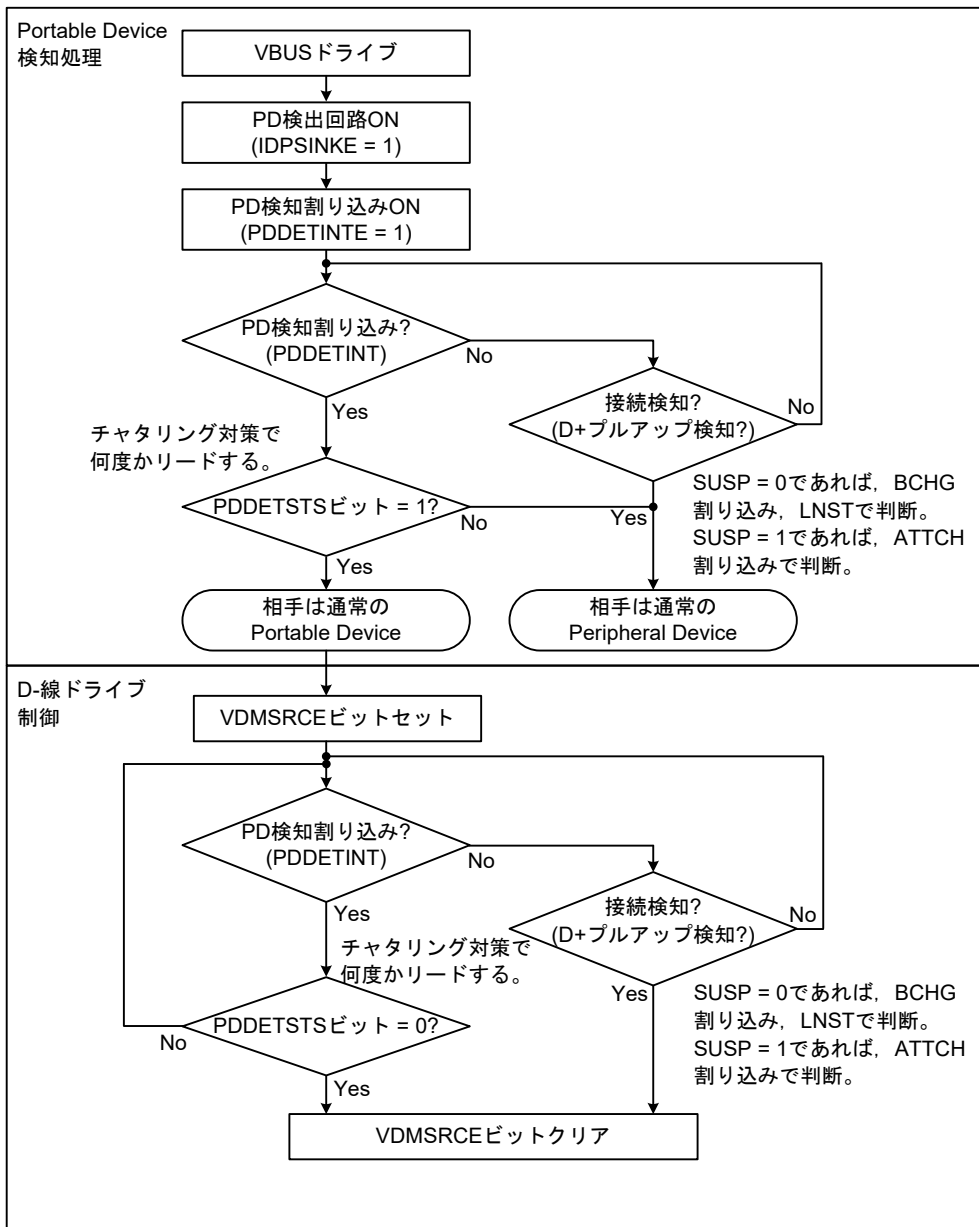 Portable Device
検知処理
VBUSドライブ
PD検出回路ON
(IDPSINKE = 1)
PD検知割り込みON
(PDDETINTE = 1)
PD検知割り込み?
(PDDETINT)
No
Yes
接続検知?
(D+プルアップ検知?)
No
チャタリング対策で
何度かリードする。
PDDETSTSビット = 1?
No
Yes
Yes
SUSP = 0であれば，BCHG
割り込み，LNSTで判断。
SUSP = 1であれば，ATTCH
割り込みで判断。
相手は通常の
Portable Device
相手は通常の
Peripheral Device
D-線ドライブ
制御
VDMSRCEビットセット
PD検知割り込み?
(PDDETINT)
No
Yes
接続検知?
(D+プルアップ検知?)
No
チャタリング対策で
何度かリードする。
PDDETSTSビット = 0?
No
Yes
Yes
SUSP = 0であれば，BCHG
割り込み，LNSTで判断。
SUSP = 1であれば，ATTCH
割り込みで判断。
VDMSRCEビットクリア